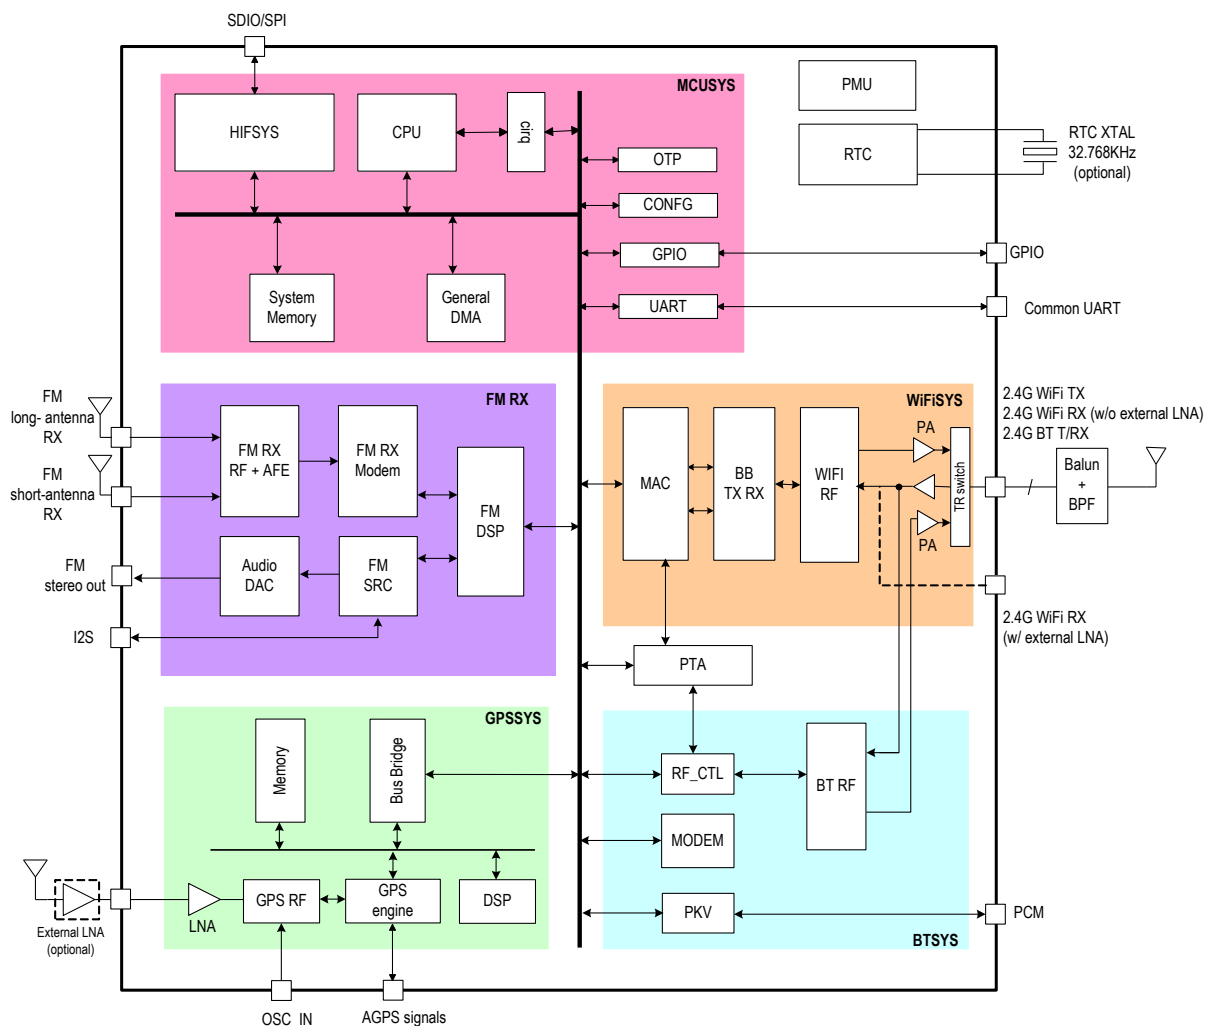 SDIO/SPI
MCUSYS
HIFSYS
CPU
cirq
OTP
CONFG
GPIO
UART
System
Memory
General
DMA
PMU
RTC
RTC XTAL
32.768KHz
(optional)
GPIO
Common UART
FM
long- antenna
RX
FM
short-antenna
RX
FM
stereo out
I2S
FM RX
FM RX
RF + AFE
FM RX
Modem
FM
DSP
Audio
DAC
FM
SRC
WiFiSYS
MAC
BB
TX RX
WIFI
RF
PA
PA
TR switch
2.4G WiFi TX
2.4G WiFi RX (w/o external LNA)
2.4G BT T/RX
Balun
+
BPF
2.4G WiFi RX
(w/ external LNA)
PTA
GPSSYS
Memory
Bus Bridge
GPS RF
GPS
engine
DSP
LNA
External LNA
(optional)
OSC IN
AGPS signals
RF_CTL
BT RF
MODEM
PKV
BTSYS
PCM